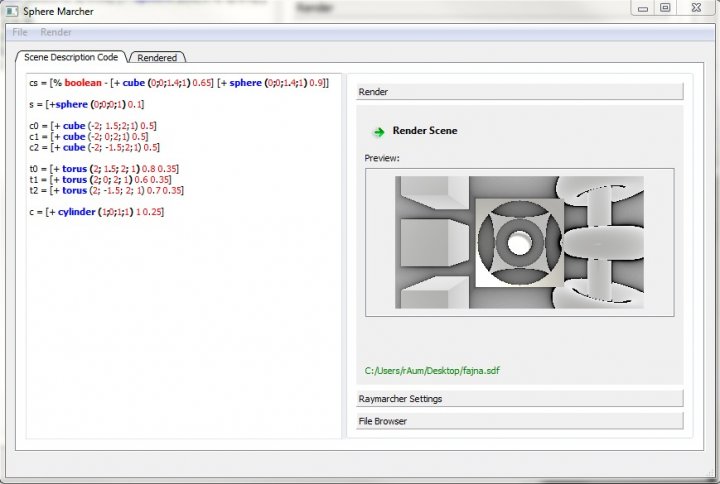 Render
Sphere Marcher
File Render
Scene Description Code Rendered
cs = [% boolean - [+ cube (0;0;1.4;1) 0.65] [+ sphere (0;0;1.4;1) 0.9]]
s = [+sphere (0;0;0;1) 0.1]
c0 = [+ cube (-2; 1.5;2;1) 0.5]
c1 = [+ cube (-2; 0;2;1) 0.5]
c2 = [+ cube (-2; -1.5;2;1) 0.5]
t0 = [+ torus (2; 1.5; 2; 1) 0.8 0.35]
t1 = [+ torus (2; 0; 2; 1) 0.6 0.35]
t2 = [+ torus (2; -1.5; 2; 1) 0.7 0.35]
c = [+ cylinder (1;0;1;1) 1 0.25]
Render
Render Scene
Preview:
C:/Users/rAum/Desktop/fajna.sdf
Raymarcher Settings
File Browser